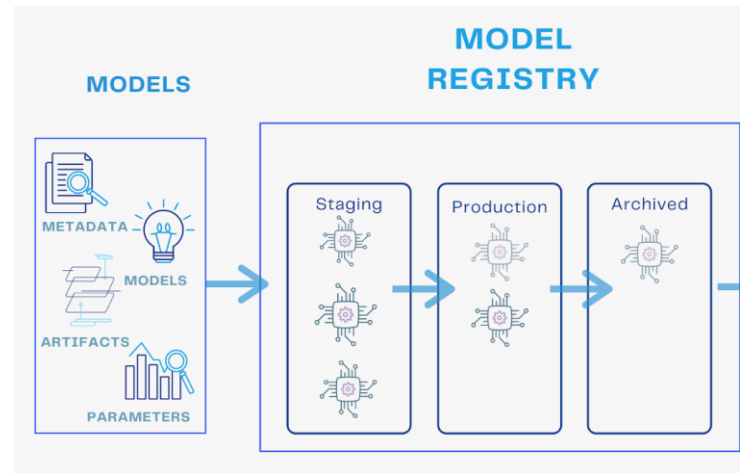 MODEL
REGISTRY
MODELS
METADATA
MODELS
ARTIFACTS
PARAMETERS
Staging
Production
Archived